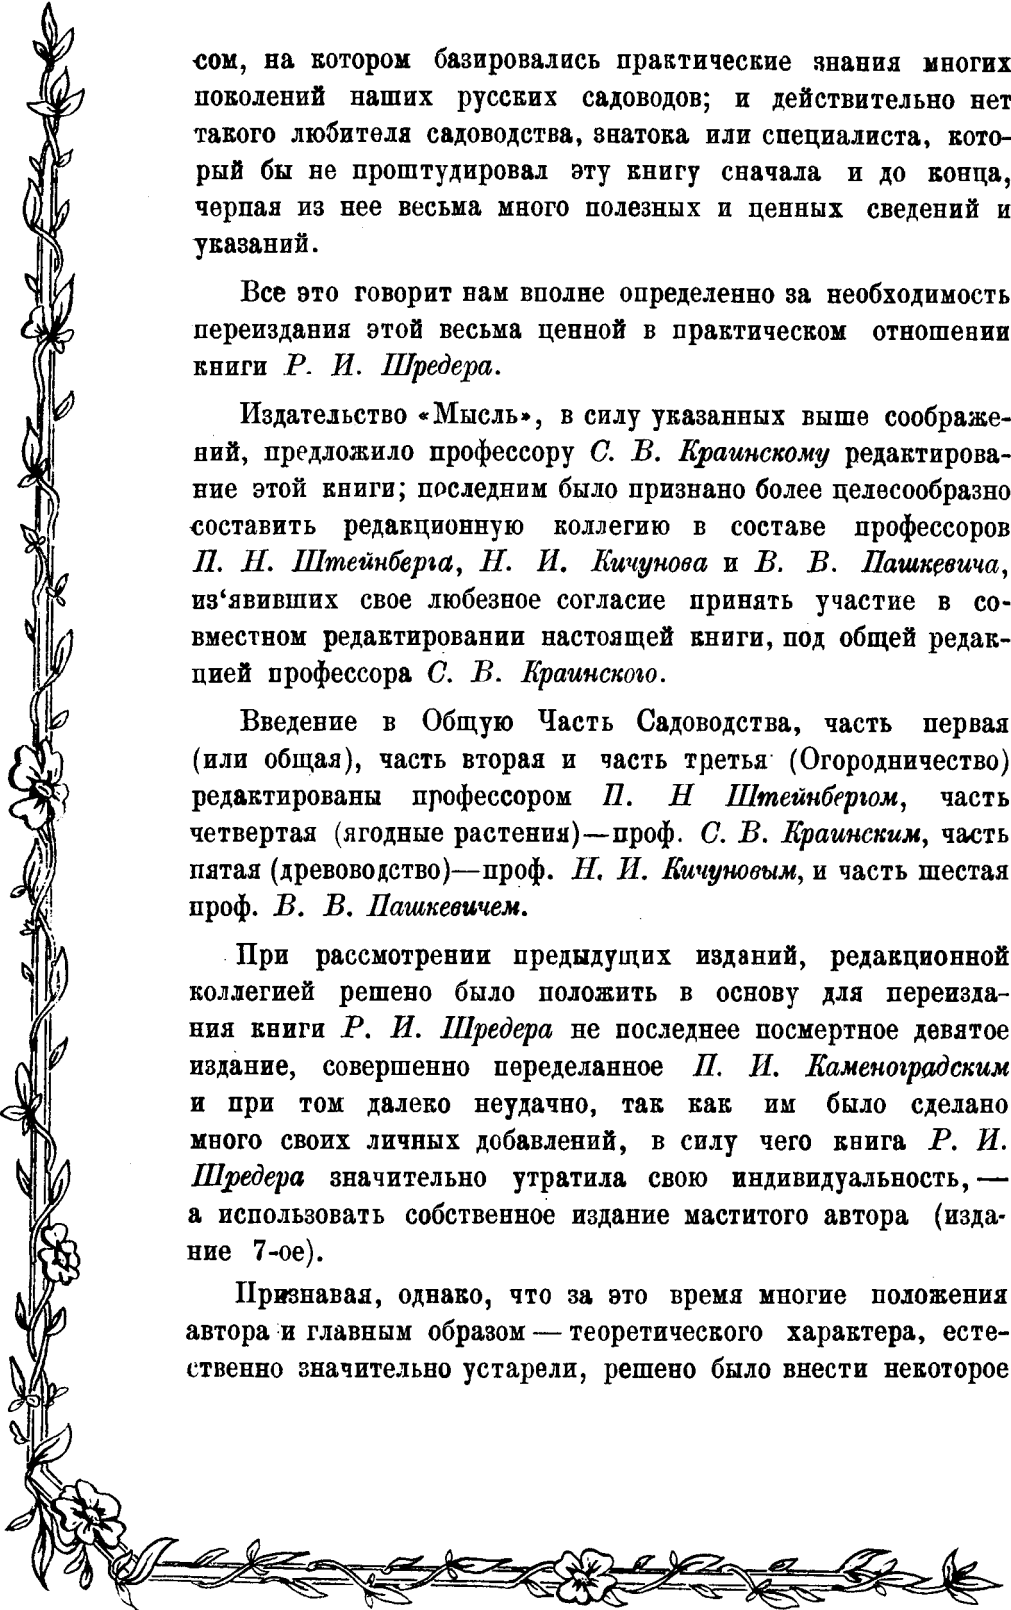 сом, на котором базировались практические знания многих
поколений наших русских садоводов; и действительно нет
такого любителя садоводства, знатока или специалиста, кото-
рый бы не проштудировал эту книгу сначала и до конца,
черпая из нее весьма много полезных и ценных сведений и
указаний.
Все это говорит нам вполне определенно за необходимость
переиздания этой весьма ценной в практическом отношении
книги Р. И. Шредера.
Издательство «Мысль», в силу указанных выше соображе-
ний, предложило профессору С. В. Краинскому редактирова-
ние этой книги; последним было признано более целесообразно
составить редакционную коллегию в составе профессоров
П. Н. Штейнберга, Н. И. Кичунова и В. В. Пашкевича,
из‘явивших свое любезное согласие принять участие в со-
вместном редактировании настоящей книги, под общей редак-
цией профессора С. В. Краинского.
Введение в Общую Часть Садоводства, часть первая
(или общая), часть вторая и часть третья (Огородничество)
редактированы профессором П. Н Штейнбергом, часть
четвертая (ягодные растения)—проф. С. В. Краинским, часть
пятая (древоводство)—проф. Н. И. Кичуновым, и часть шестая
проф. В. В. Пашкевичем.
При рассмотрении предыдущих изданий, редакционной
коллегией решено было положить в основу для переизда-
ния книги Р. И. Шредера не последнее посмертное девятое
издание, совершенно переделанное П. И. Каменоградским
и при том далеко неудачно, так как им было сделано
много своих личных добавлений, в силу чего книга Р. И.
Шредера значительно утратила свою индивидуальность, —
а использовать собственное издание маститого автора (изда-
ние 7-ое).
Признавая, однако, что за это время многие положения
автора и главным образом — теоретического характера, есте-
ственно значительно устарели, решено было внести некоторое